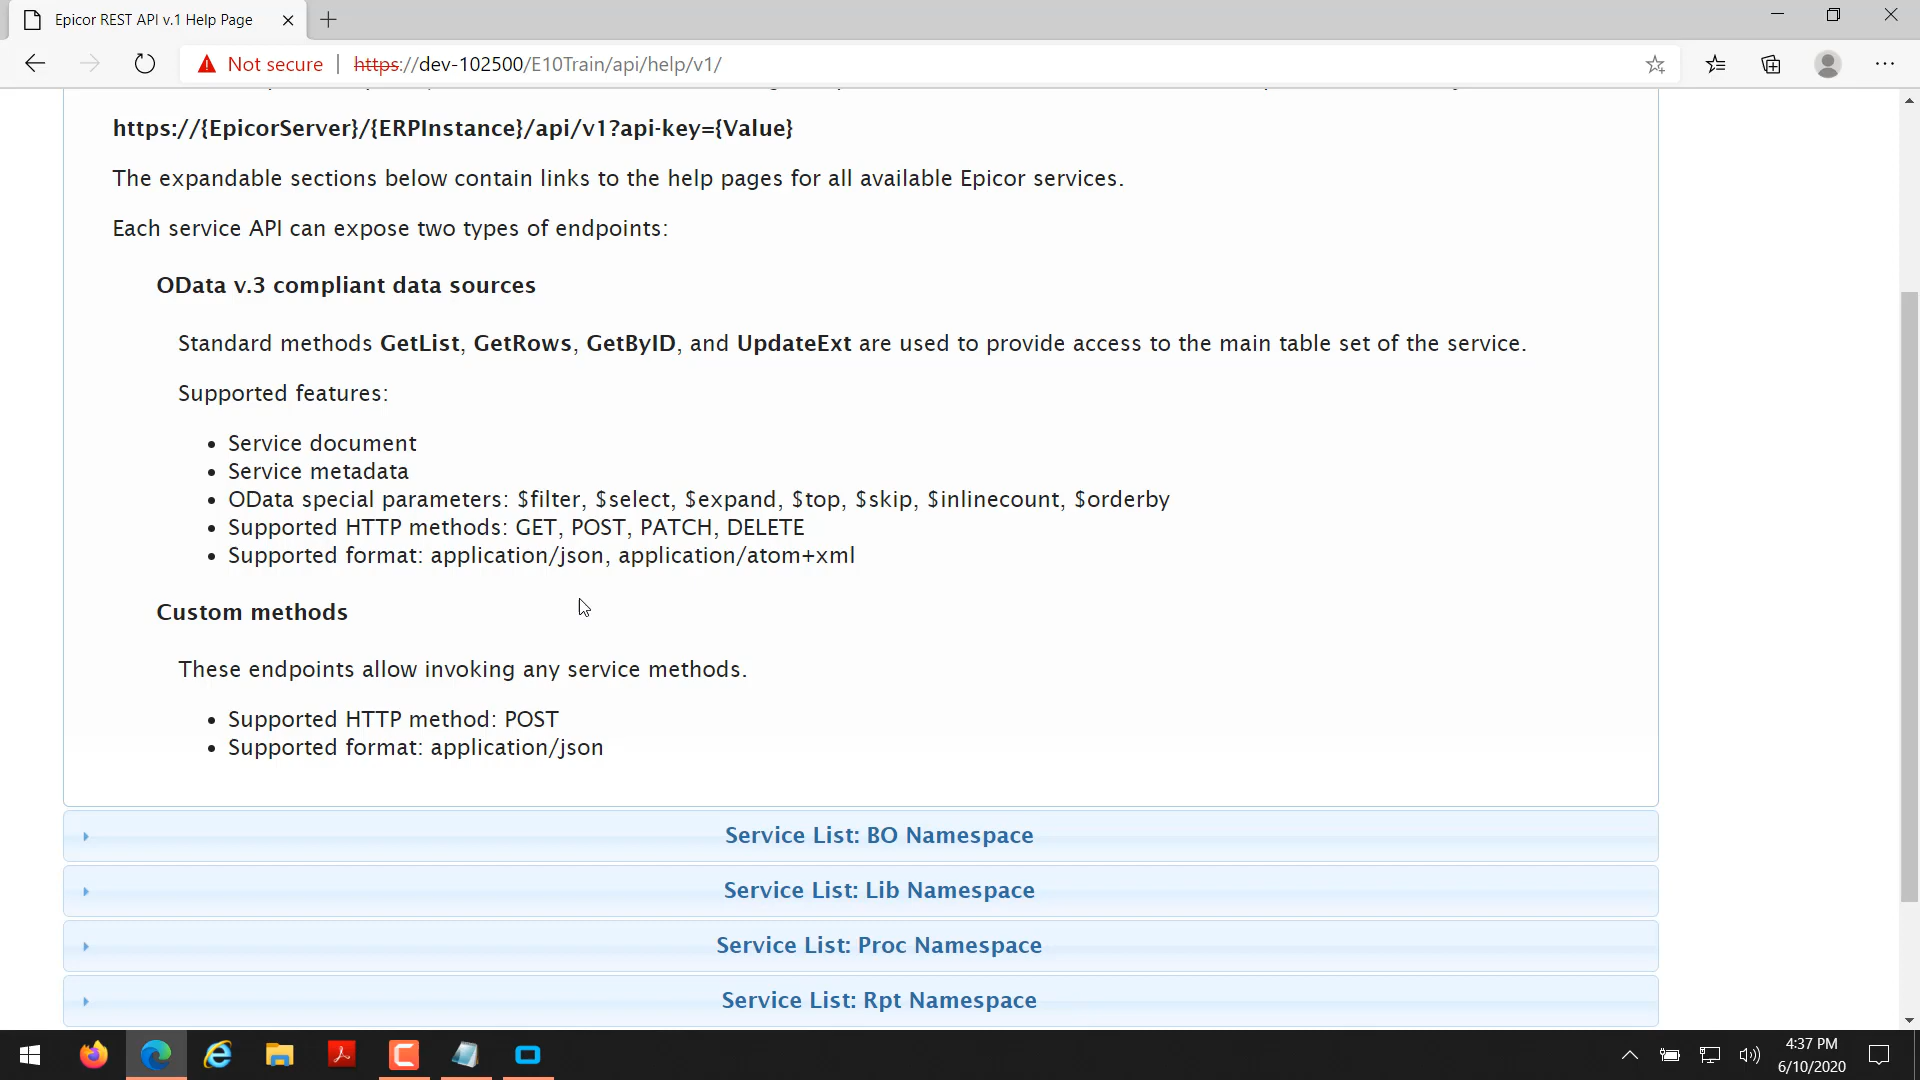 Epicor REST API v.1 Help Page
Not secure | https://dev-102500/E10Train/api/help/v1/
https://{EpicorServer}/{ERPInstance}/api/v1?api-key={Value}
The expandable sections below contain links to the help pages for all available Epicor services.
Each service API can expose two types of endpoints:
OData v.3 compliant data sources
Standard methods GetList, GetRows, GetByID, and UpdateExt are used to provide access to the main table set of the service.
Supported features:
• Service document
• Service metadata
• OData special parameters: $filter, $select, $expand, $top, $skip, $inlinecount, $orderby
• Supported HTTP methods: GET, POST, PATCH, DELETE
• Supported format: application/json, application/atom+xml
Custom methods
These endpoints allow invoking any service methods.
• Supported HTTP method: POST
• Supported format: application/json
Service List: BO Namespace
Service List: Lib Namespace
Service List: Proc Namespace
Service List: Rpt Namespace
4:37 PM
6/10/2020